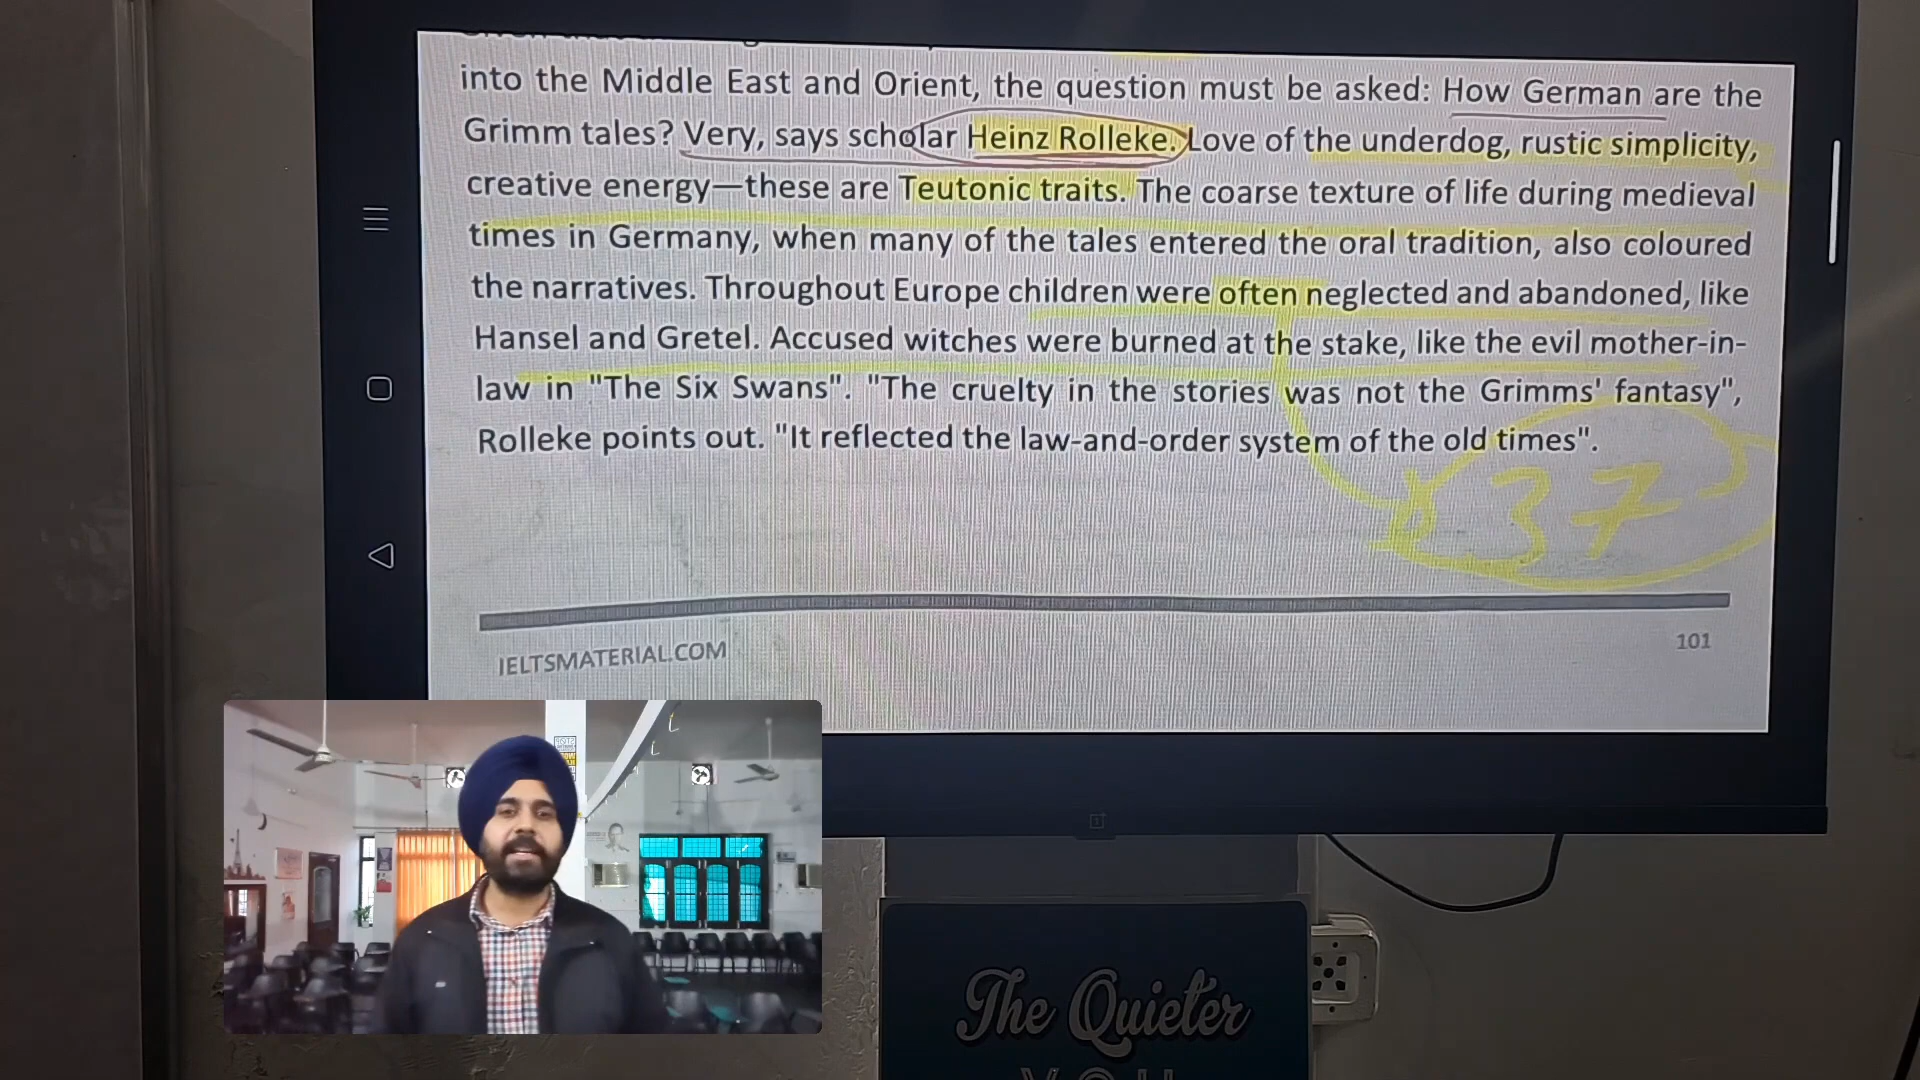 into the Middle East and Orient, the question must be asked: How German are the
Grimm tales? Very, says scholar Heinz Rolleke. Love of the underdog, rustic simplicity,
creative energy—these are Teutonic traits. The coarse texture of life during medieval
times in Germany, when many of the tales entered the oral tradition, also coloured
the narratives. Throughout Europe children were often neglected and abandoned, like
Hansel and Gretel. Accused witches were burned at the stake, like the evil mother-in-
law in "The Six Swans". "The cruelty in the stories was not the Grimms' fantasy",
Rolleke points out. "It reflected the law-and-order system of the old times".
37
IELTSMATERIAL.COM
101
The Quieter
YOU